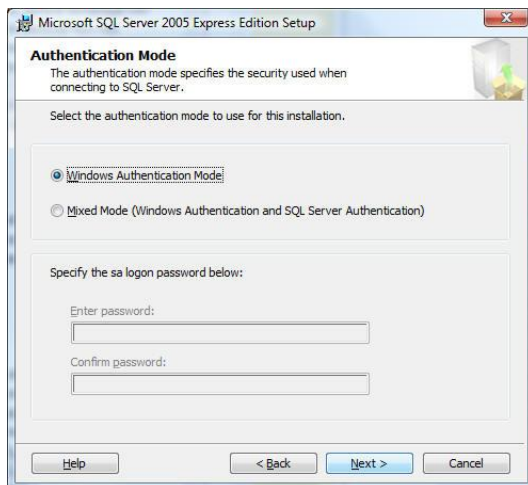 Microsoft SQL Server 2005 Express Edition Setup
Authentication Mode
The authentication mode specifies the security used when
connecting to SQL Server.
Select the authentication mode to use for this installation.
Windows Authentication Mode
Mixed Mode (Windows Authentication and SQL Server Authentication)
Specify the sa logon password below:
Enter password:
Confirm password:
Help
< Back
Next >
Cancel